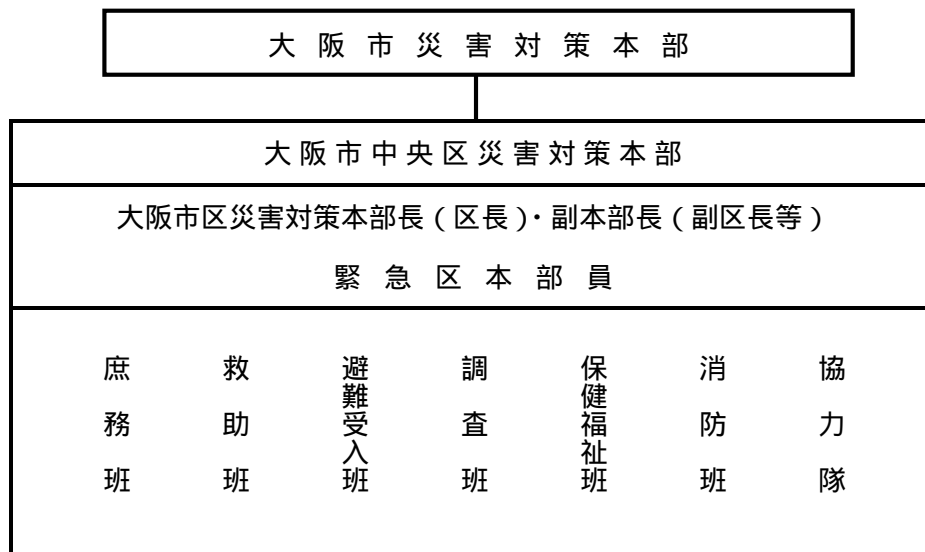 大阪市災害対策本部
大阪市中央区災害対策本部
大阪市区災害対策本部長（区長）・副本部長（副区長等）
緊急区本部員
庶務班
救助班
避難受入班
調査班
保健福祉班
消防班
協力隊